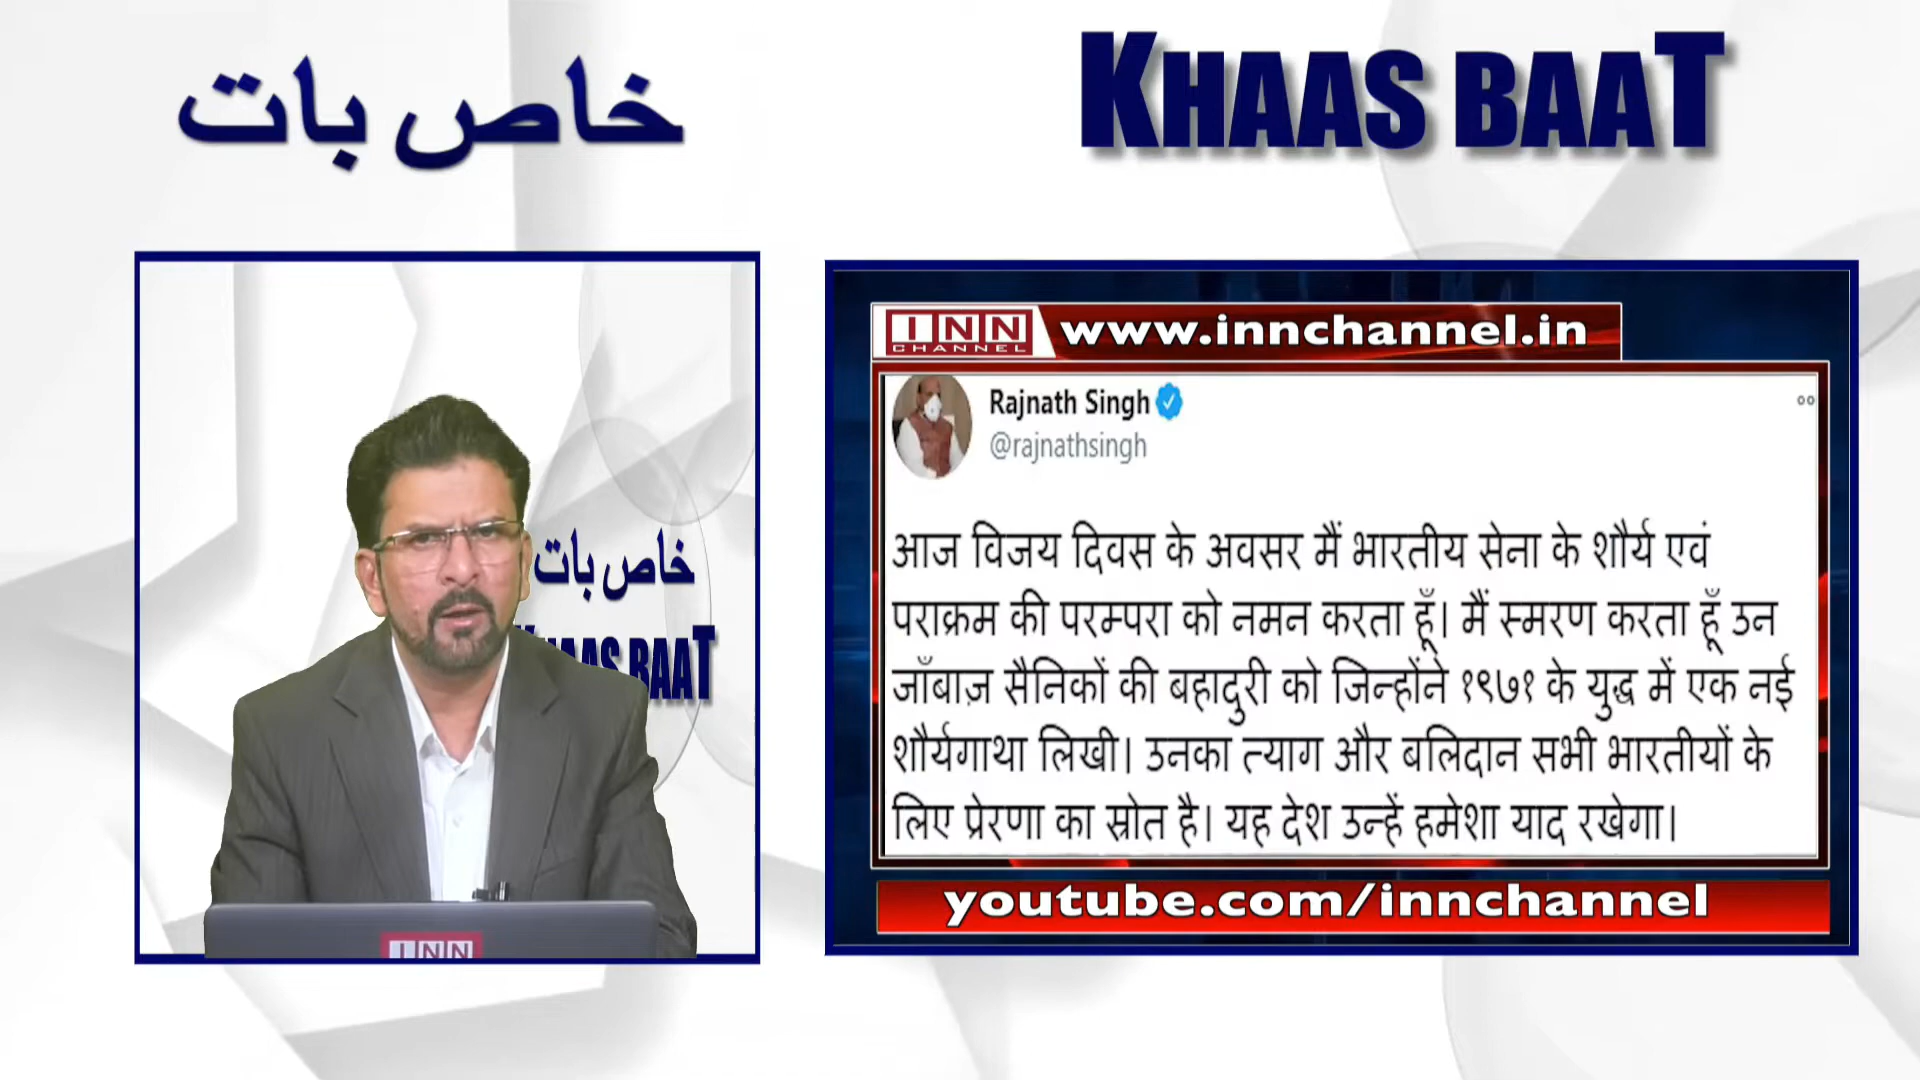 خاص بات
KHAAS BAAT
خاص بات
KHAAS BAAT
INN
INN
CHANNEL
www.innchannel.in
Rajnath Singh
@rajnathsingh
आज विजय दिवस के अवसर मैं भारतीय सेना के शौर्य एवं
पराक्रम की परम्परा को नमन करता हूँ। मैं स्मरण करता हूँ उन
जाँबाज़ सैनिकों की बहादुरी को जिन्होंने १९७१ के युद्ध में एक नई
शौर्यगाथा लिखी। उनका त्याग और बलिदान सभी भारतीयों के
लिए प्रेरणा का स्रोत है। यह देश उन्हें हमेशा याद रखेगा।
youtube.com/innchannel